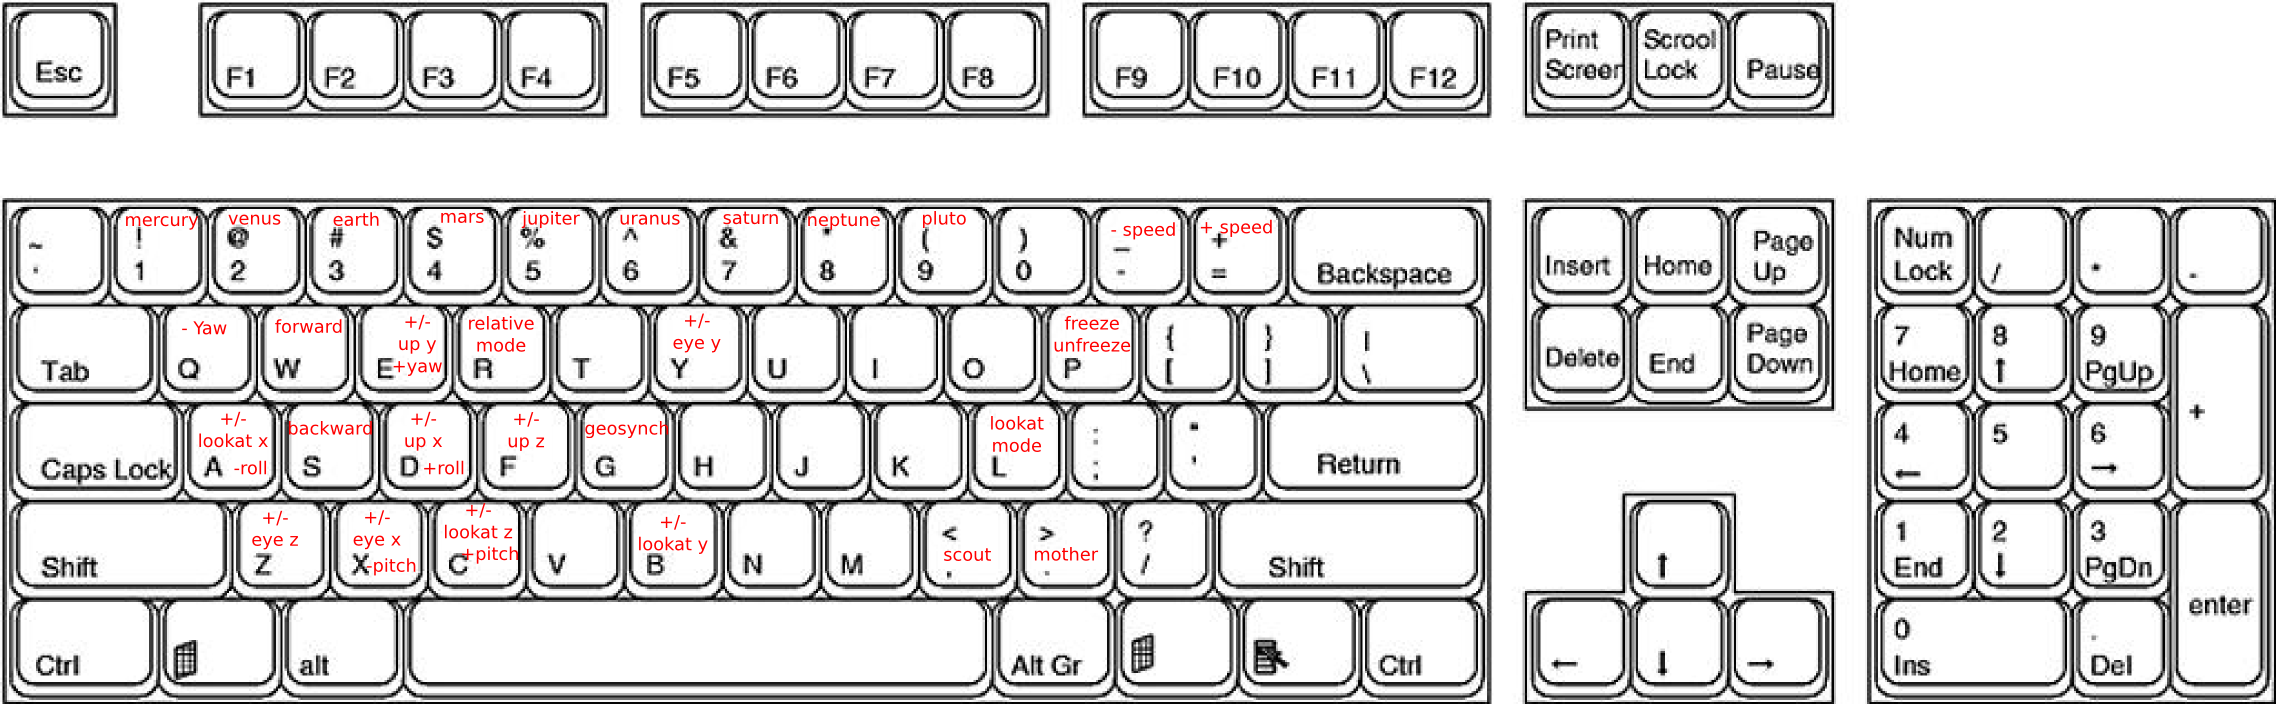 Esc F1 F2 F3 F4 F5 F6 F7 F8 F9 F10 F11 F12
Print Screen
Scrool Lock
Pause
~ `
mercury ! 1
venus @ 2
earth # 3
mars $ 4
jupiter % 5
uranus ^ 6
saturn & 7
neptune * 8
pluto ( 9
) 0
- speed _ -
+ speed + =
Backspace
Insert
Home
Page Up
Num Lock
/
*
-
Tab
- Yaw Q
forward W
+/- up y E +yaw
relative mode R
T
+/- eye y Y
U
I
O
freeze unfreeze P
{ [
} ]
| \
Delete
End
Page Down
7 Home
8 ↑
9 PgUp
+
Caps Lock
+/- lookat x A -roll
backward S
+/- up x D +roll
+/- up z F
geosynch G
H
J
K
lookat mode L
: ;
" '
Return
4 ←
5
6 →
Shift
+/- eye z Z
+/- eye x X -pitch
+/- lookat z C +pitch
V
+/- lookat y B
N
M
< scout ,
> mother .
? /
Shift
↑
1 End
2 ↓
3 PgDn
enter
Ctrl
alt
Alt Gr
Ctrl
← ↓ →
0 Ins
. Del